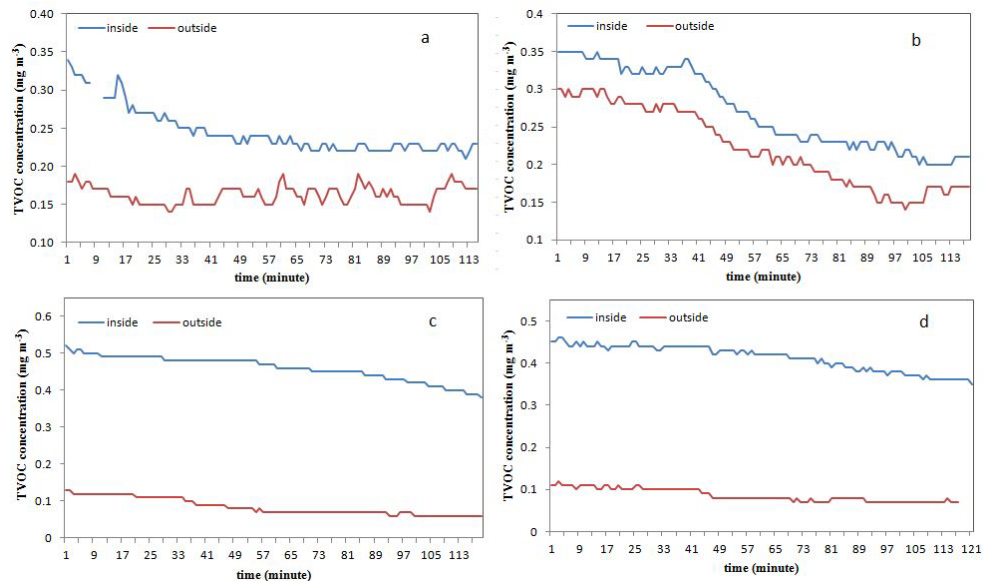 0.40
0.35
0.30
0.25
0.20
0.15
0.10
TVOC concentration (mg m-3)
inside outside
a
1 9 17 25 33 41 49 57 65 73 81 89 97 105 113
time (minute)
0.4
0.35
0.3
0.25
0.2
0.15
0.1
TVOC concentration (mg m-3)
inside outside
b
1 9 17 25 33 41 49 57 65 73 81 89 97 105 113
time (minute)
0.6
0.5
0.4
0.3
0.2
0.1
0
TVOC concentration (mg m-3)
inside outside
c
1 9 17 25 33 41 49 57 65 73 81 89 97 105 113
time (minute)
0.5
0.4
0.3
0.2
0.1
0
TVOC concentration (mg m-3)
inside outside
d
1 9 17 25 33 41 49 57 65 73 81 89 97 105 113 121
time (minute)